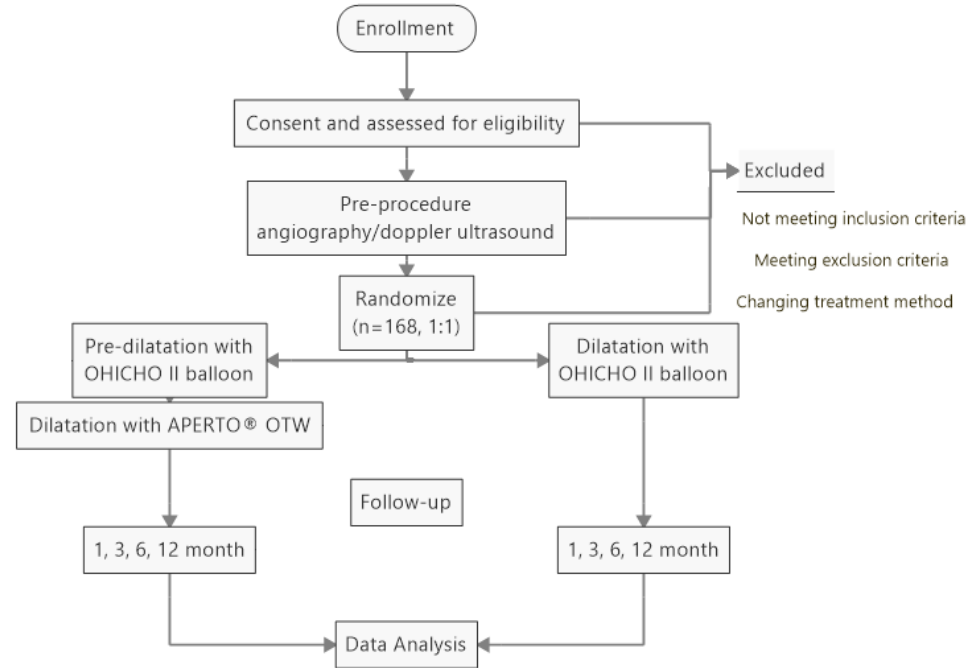 Enrollment
Consent and assessed for eligibility
Excluded
Pre-procedure
angiography/doppler ultrasound
Not meeting inclusion criteria
Meeting exclusion criteria
Changing treatment method
Randomize
(n=168, 1:1)
Pre-dilatation with
OHICHO II balloon
Dilatation with
OHICHO II balloon
Dilatation with APERTO® OTW
Follow-up
1, 3, 6, 12 month
1, 3, 6, 12 month
Data Analysis